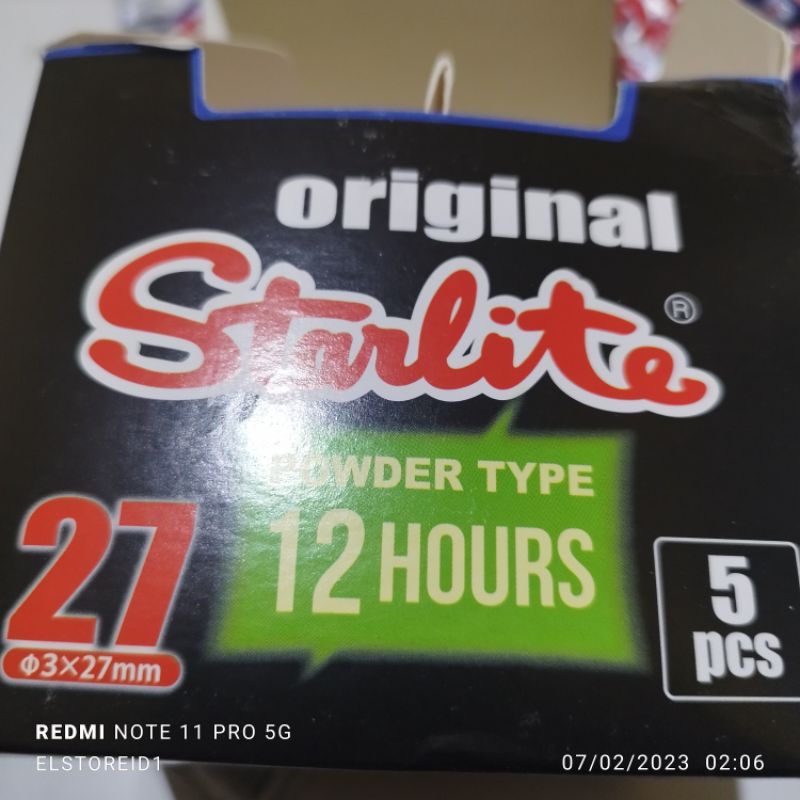 original
Starlite ®
POWDER TYPE
12 HOURS
27
Φ3×27mm
5
pcs
REDMI NOTE 11 PRO 5G
ELSTOREID1
07/02/2023 02:06